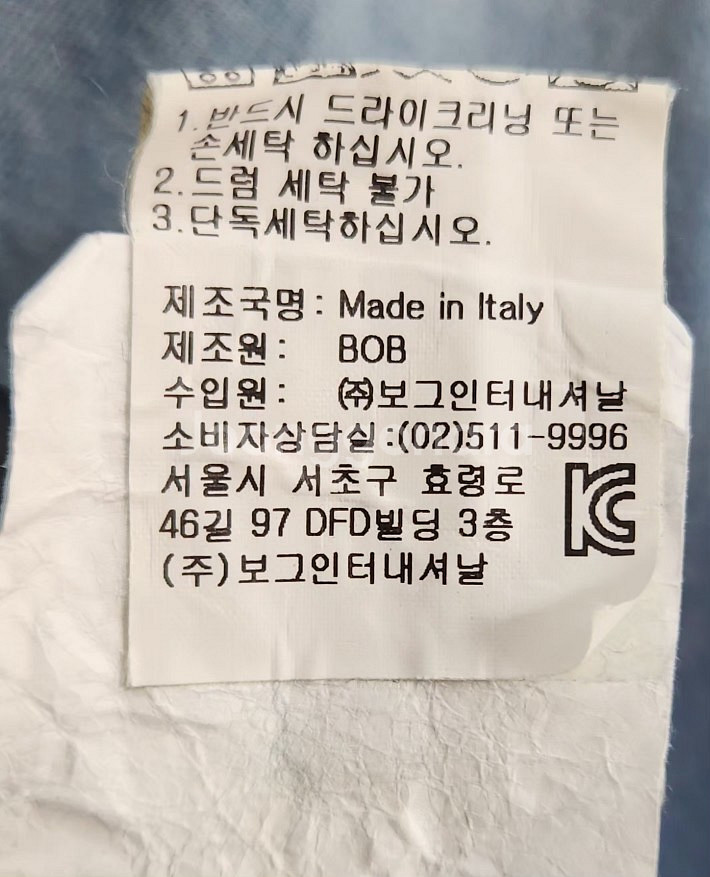 1.반드시 드라이크리닝 또는
손세탁 하십시오.
2.드럼 세탁 불가
3.단독세탁하십시오.
제조국명: Made in Italy
제조원: BOB
수입원: ㈜보그인터내셔날
소비자상담실:(02)511-9996
서울시 서초구 효령로
46길 97 DFD빌딩 3층
(주)보그인터내셔날